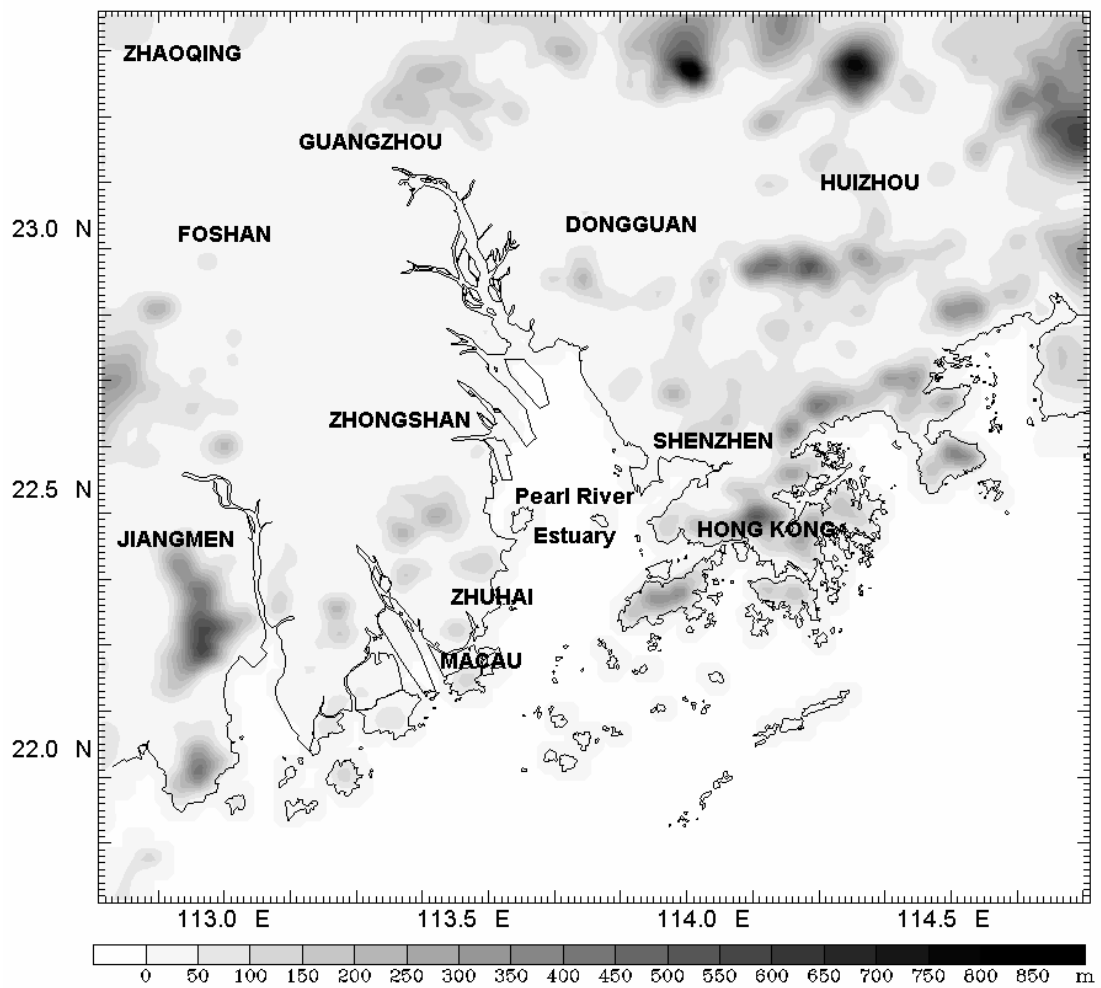 ZHAOQING
GUANGZHOU
HUIZHOU
23.0 N
FOSHAN
DONGGUAN
ZHONGSHAN
SHENZHEN
22.5 N
Pearl River
Estuary
JIANGMEN
HONG KONG
ZHUHAI
MACAU
22.0 N
113.0 E
113.5 E
114.0 E
114.5 E
0 50 100 150 200 250 300 350 400 450 500 550 600 650 700 750 800 850 m